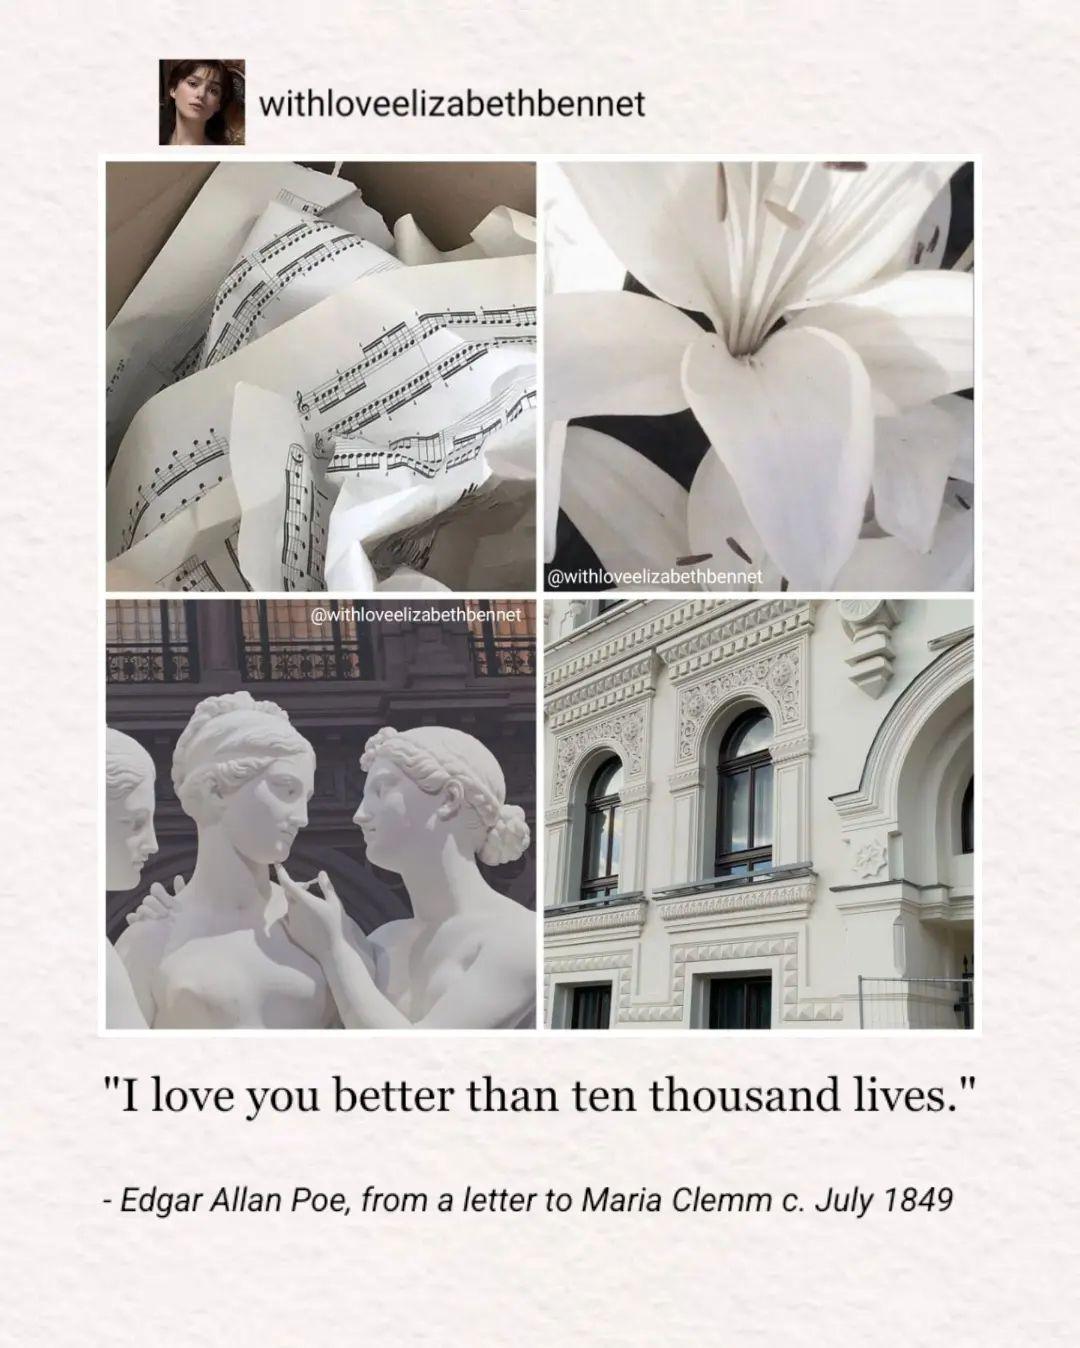 withloveelizabethbennet
@withloveelizabethbennet
@withloveelizabethbennet
"I love you better than ten thousand lives."
- Edgar Allan Poe, from a letter to Maria Clemm c. July 1849